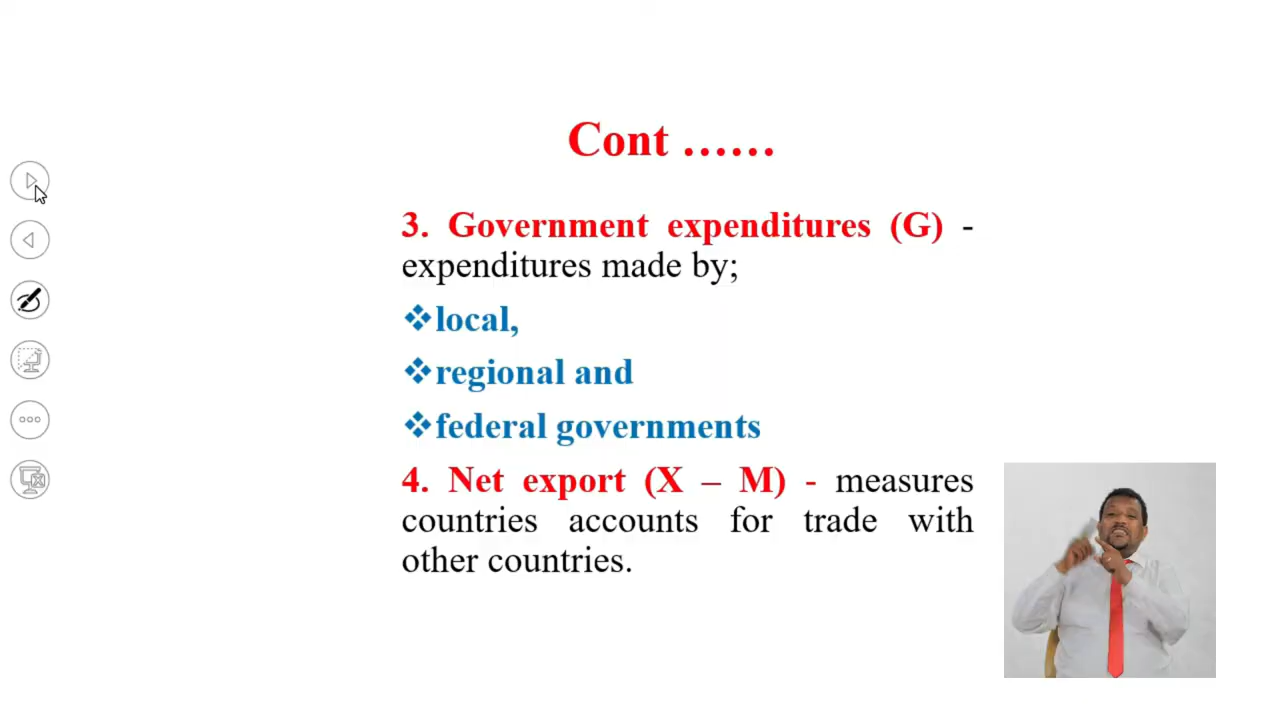 Cont ……
3. Government expenditures (G) -
expenditures made by;
❖local,
❖regional and
❖federal governments
4. Net export (X – M) - measures
countries accounts for trade with
other countries.